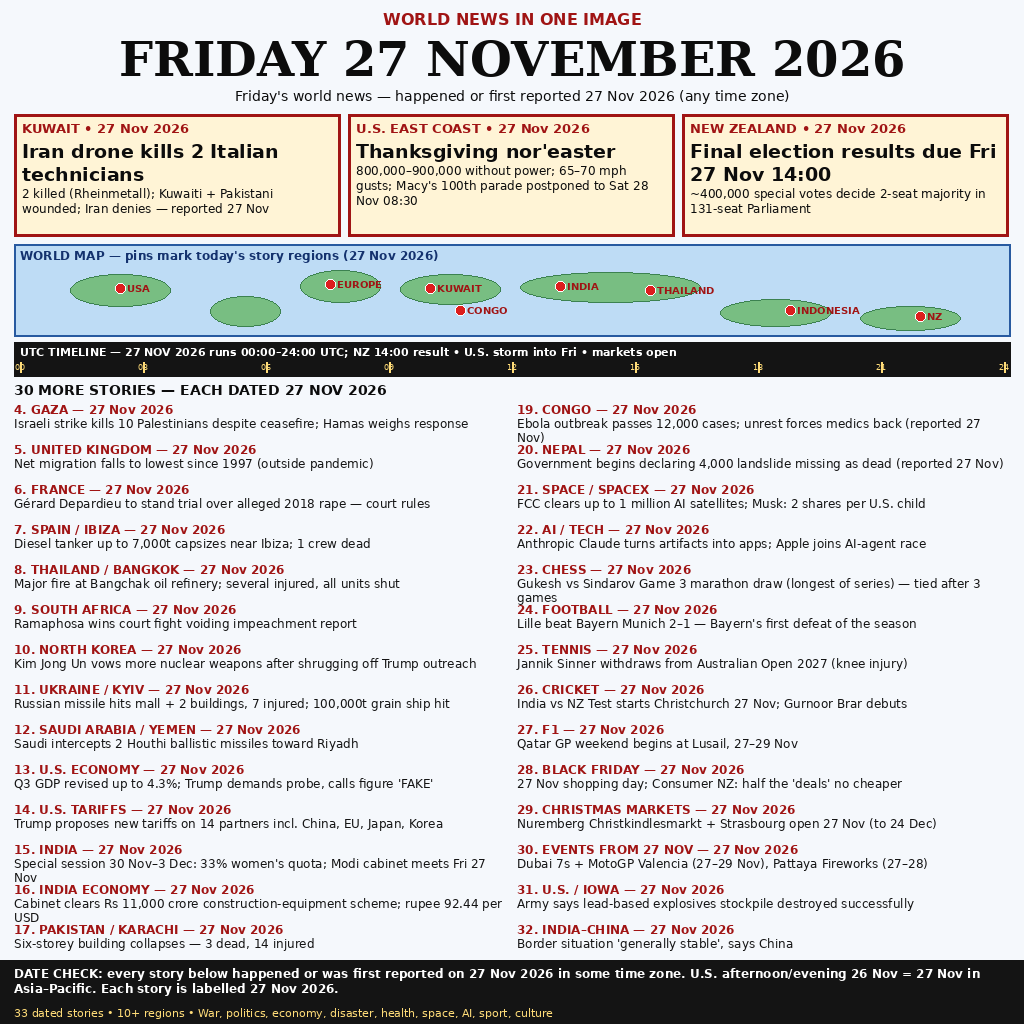 WORLD NEWS IN ONE IMAGE
FRIDAY 27 NOVEMBER 2026
Friday's world news — happened or first reported 27 Nov 2026 (any time zone)
KUWAIT • 27 Nov 2026
Iran drone kills 2 Italian
technicians
2 killed (Rheinmetall); Kuwaiti + Pakistani
wounded; Iran denies — reported 27 Nov
U.S. EAST COAST • 27 Nov 2026
Thanksgiving nor'easter
800,000–900,000 without power; 65–70 mph
gusts; Macy's 100th parade postponed to Sat 28
Nov 08:30
NEW ZEALAND • 27 Nov 2026
Final election results due Fri
27 Nov 14:00
~400,000 special votes decide 2-seat majority in
131-seat Parliament
WORLD MAP — pins mark today's story regions (27 Nov 2026)
USA
EUROPE
KUWAIT
CONGO
INDIA
THAILAND
INDONESIA
NZ
UTC TIMELINE — 27 NOV 2026 runs 00:00–24:00 UTC; NZ 14:00 result • U.S. storm into Fri • markets open
00 03 06 09 12 15 18 21 24
30 MORE STORIES — EACH DATED 27 NOV 2026
4. GAZA — 27 Nov 2026
Israeli strike kills 10 Palestinians despite ceasefire; Hamas weighs response
5. UNITED KINGDOM — 27 Nov 2026
Net migration falls to lowest since 1997 (outside pandemic)
6. FRANCE — 27 Nov 2026
Gérard Depardieu to stand trial over alleged 2018 rape — court rules
7. SPAIN / IBIZA — 27 Nov 2026
Diesel tanker up to 7,000t capsizes near Ibiza; 1 crew dead
8. THAILAND / BANGKOK — 27 Nov 2026
Major fire at Bangchak oil refinery; several injured, all units shut
9. SOUTH AFRICA — 27 Nov 2026
Ramaphosa wins court fight voiding impeachment report
10. NORTH KOREA — 27 Nov 2026
Kim Jong Un vows more nuclear weapons after shrugging off Trump outreach
11. UKRAINE / KYIV — 27 Nov 2026
Russian missile hits mall + 2 buildings, 7 injured; 100,000t grain ship hit
12. SAUDI ARABIA / YEMEN — 27 Nov 2026
Saudi intercepts 2 Houthi ballistic missiles toward Riyadh
13. U.S. ECONOMY — 27 Nov 2026
Q3 GDP revised up to 4.3%; Trump demands probe, calls figure 'FAKE'
14. U.S. TARIFFS — 27 Nov 2026
Trump proposes new tariffs on 14 partners incl. China, EU, Japan, Korea
15. INDIA — 27 Nov 2026
Special session 30 Nov–3 Dec: 33% women's quota; Modi cabinet meets Fri 27
Nov
16. INDIA ECONOMY — 27 Nov 2026
Cabinet clears Rs 11,000 crore construction-equipment scheme; rupee 92.44 per
USD
17. PAKISTAN / KARACHI — 27 Nov 2026
Six-storey building collapses — 3 dead, 14 injured
19. CONGO — 27 Nov 2026
Ebola outbreak passes 12,000 cases; unrest forces medics back (reported 27
Nov)
20. NEPAL — 27 Nov 2026
Government begins declaring 4,000 landslide missing as dead (reported 27 Nov)
21. SPACE / SPACEX — 27 Nov 2026
FCC clears up to 1 million AI satellites; Musk: 2 shares per U.S. child
22. AI / TECH — 27 Nov 2026
Anthropic Claude turns artifacts into apps; Apple joins AI-agent race
23. CHESS — 27 Nov 2026
Gukesh vs Sindarov Game 3 marathon draw (longest of series) — tied after 3
games
24. FOOTBALL — 27 Nov 2026
Lille beat Bayern Munich 2–1 — Bayern's first defeat of the season
25. TENNIS — 27 Nov 2026
Jannik Sinner withdraws from Australian Open 2027 (knee injury)
26. CRICKET — 27 Nov 2026
India vs NZ Test starts Christchurch 27 Nov; Gurnoor Brar debuts
27. F1 — 27 Nov 2026
Qatar GP weekend begins at Lusail, 27–29 Nov
28. BLACK FRIDAY — 27 Nov 2026
27 Nov shopping day; Consumer NZ: half the 'deals' no cheaper
29. CHRISTMAS MARKETS — 27 Nov 2026
Nuremberg Christkindlesmarkt + Strasbourg open 27 Nov (to 24 Dec)
30. EVENTS FROM 27 NOV — 27 Nov 2026
Dubai 7s + MotoGP Valencia (27–29 Nov), Pattaya Fireworks (27–28)
31. U.S. / IOWA — 27 Nov 2026
Army says lead-based explosives stockpile destroyed successfully
32. INDIA–CHINA — 27 Nov 2026
Border situation 'generally stable', says China
DATE CHECK: every story below happened or was first reported on 27 Nov 2026 in some time zone. U.S. afternoon/evening 26 Nov = 27 Nov in
Asia–Pacific. Each story is labelled 27 Nov 2026.
33 dated stories • 10+ regions • War, politics, economy, disaster, health, space, AI, sport, culture